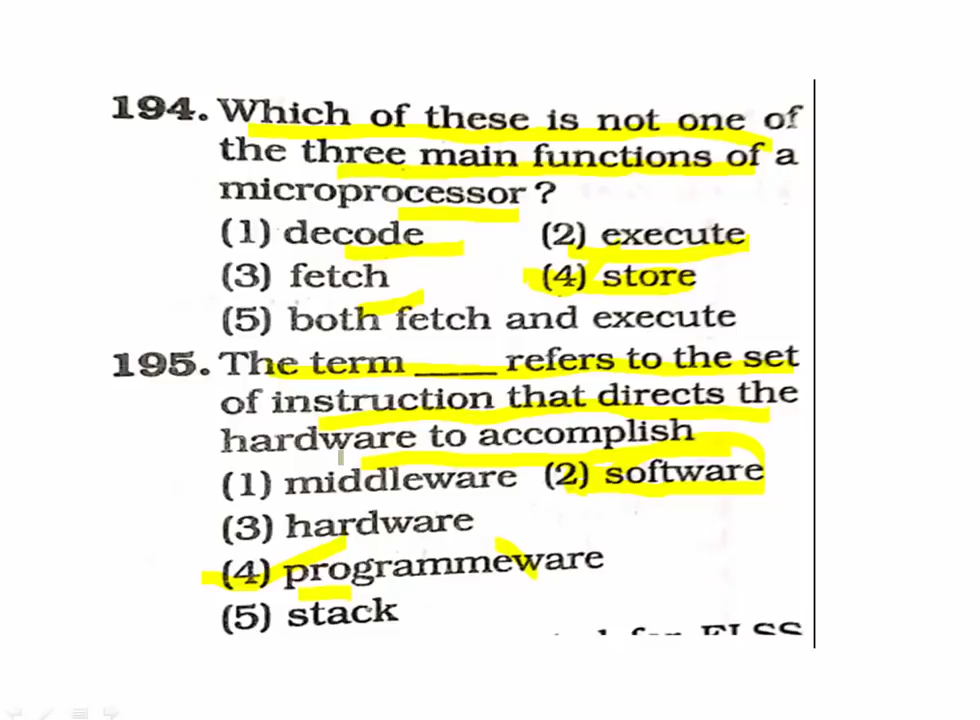 194. Which of these is not one of
the three main functions of a
microprocessor ?
(1) decode (2) execute
(3) fetch (4) store
(5) both fetch and execute
195. The term ____ refers to the set
of instruction that directs the
hardware to accomplish
(1) middleware (2) software
(3) hardware
(4) programmeware
(5) stack